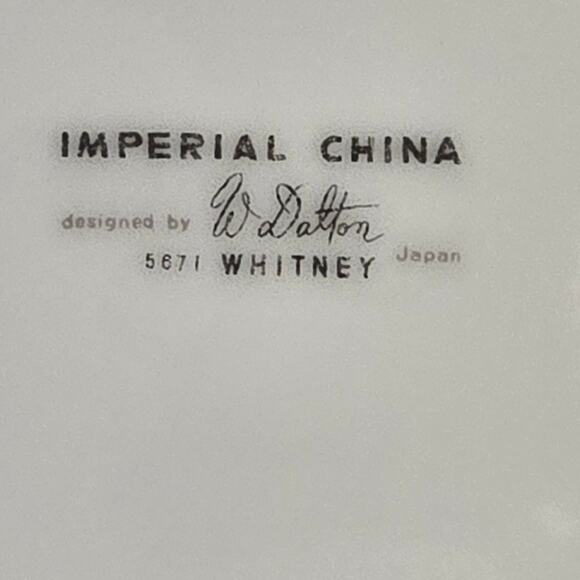 IMPERIAL CHINA
designed by W. Dalton
5671 WHITNEY Japan